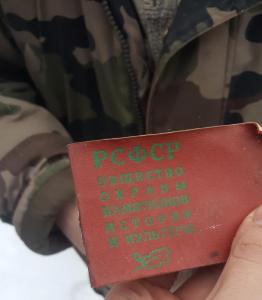 РСФСР
ОБЩЕСТВО
ОХРАНЫ
ПАМЯТНИКОВ
ИСТОРИИ
И КУЛЬТУРЫ